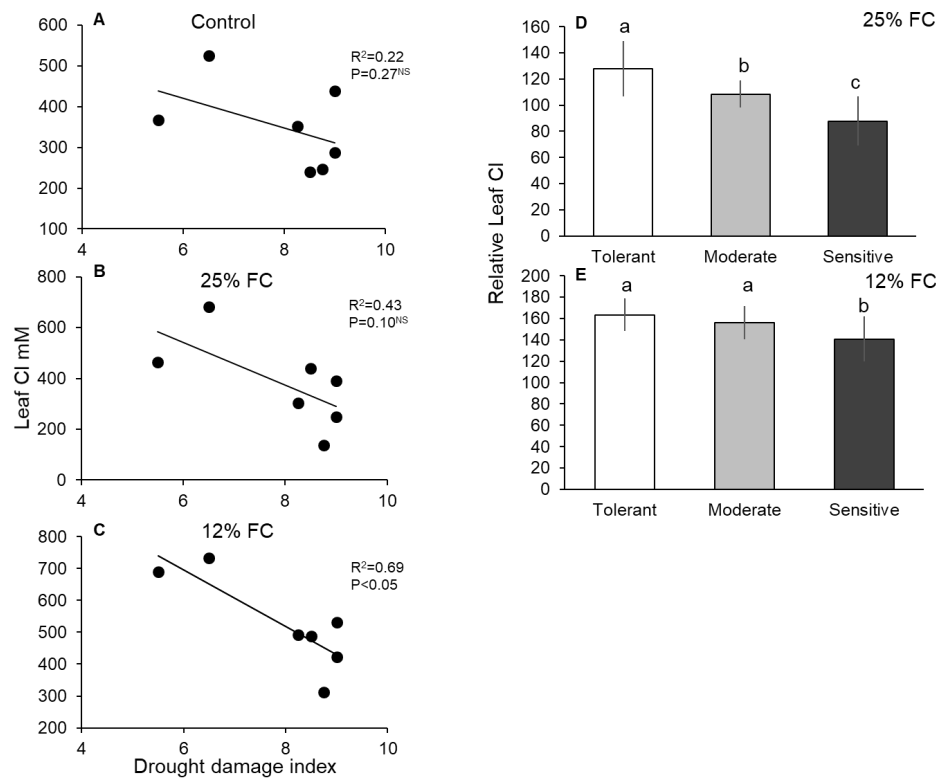 A
Control
600
500
400
300
200
100
R²=0.22
P=0.27ᴺˢ
4
6
8
10
B
25% FC
800
600
400
200
0
R²=0.43
P=0.10ᴺˢ
4
6
8
10
Leaf Cl mM
C
12% FC
800
700
600
500
400
300
200
R²=0.69
P<0.05
4
6
8
10
Drought damage index
D
25% FC
160
140
120
100
80
60
40
20
0
a
b
c
Tolerant
Moderate
Sensitive
Relative Leaf Cl
E
12% FC
200
180
160
140
120
100
80
60
40
20
0
a
a
b
Tolerant
Moderate
Sensitive